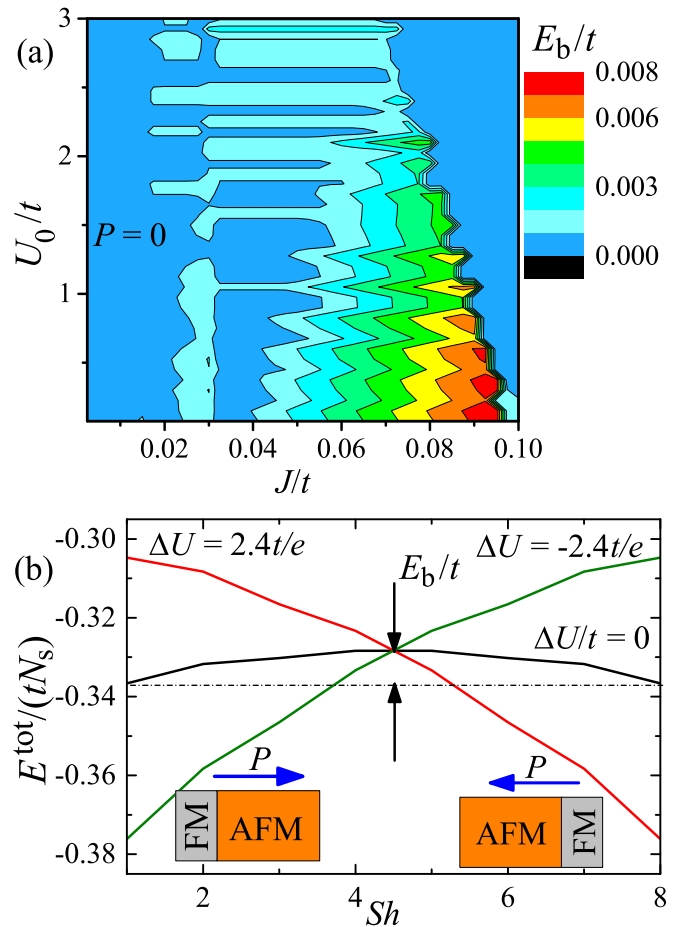 (a)
3
2
1
U₀/t
P = 0
0.02 0.04 0.06 0.08 0.10
J/t
E_b/t
0.008
0.006
0.003
0.000
(b)
-0.30
-0.32
-0.34
-0.36
-0.38
E^tot/(tN_s)
ΔU = 2.4t/e
ΔU = -2.4t/e
E_b/t
ΔU/t = 0
P
P
FM
AFM
AFM
FM
2 4 6 8
Sh